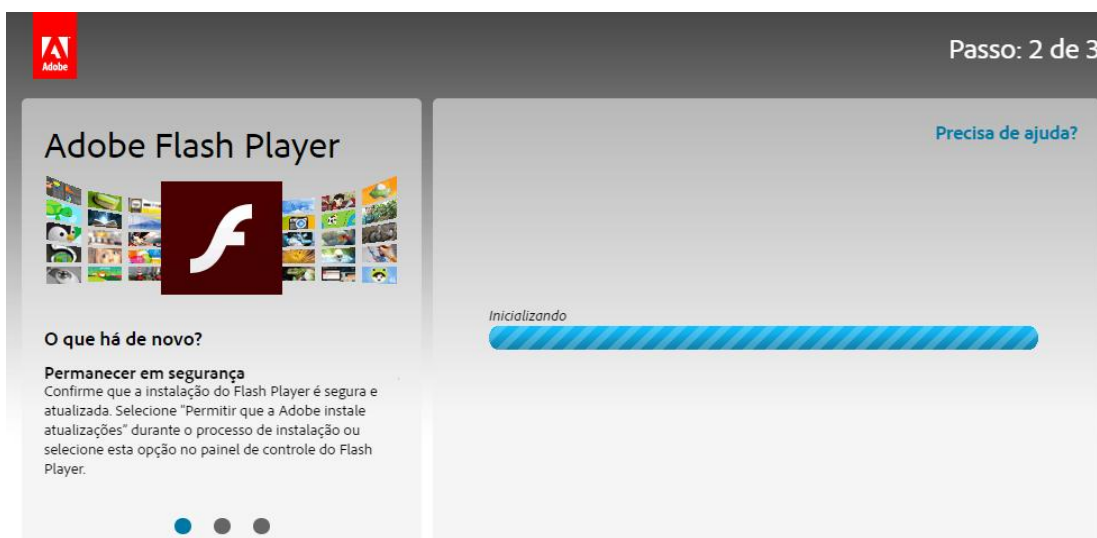 Adobe
Passo: 2 de 3
Adobe Flash Player
Precisa de ajuda?
Inicializando
O que há de novo?
Permanecer em segurança
Confirme que a instalação do Flash Player é segura e
atualizada. Selecione "Permitir que a Adobe instale
atualizações" durante o processo de instalação ou
selecione esta opção no painel de controle do Flash
Player.